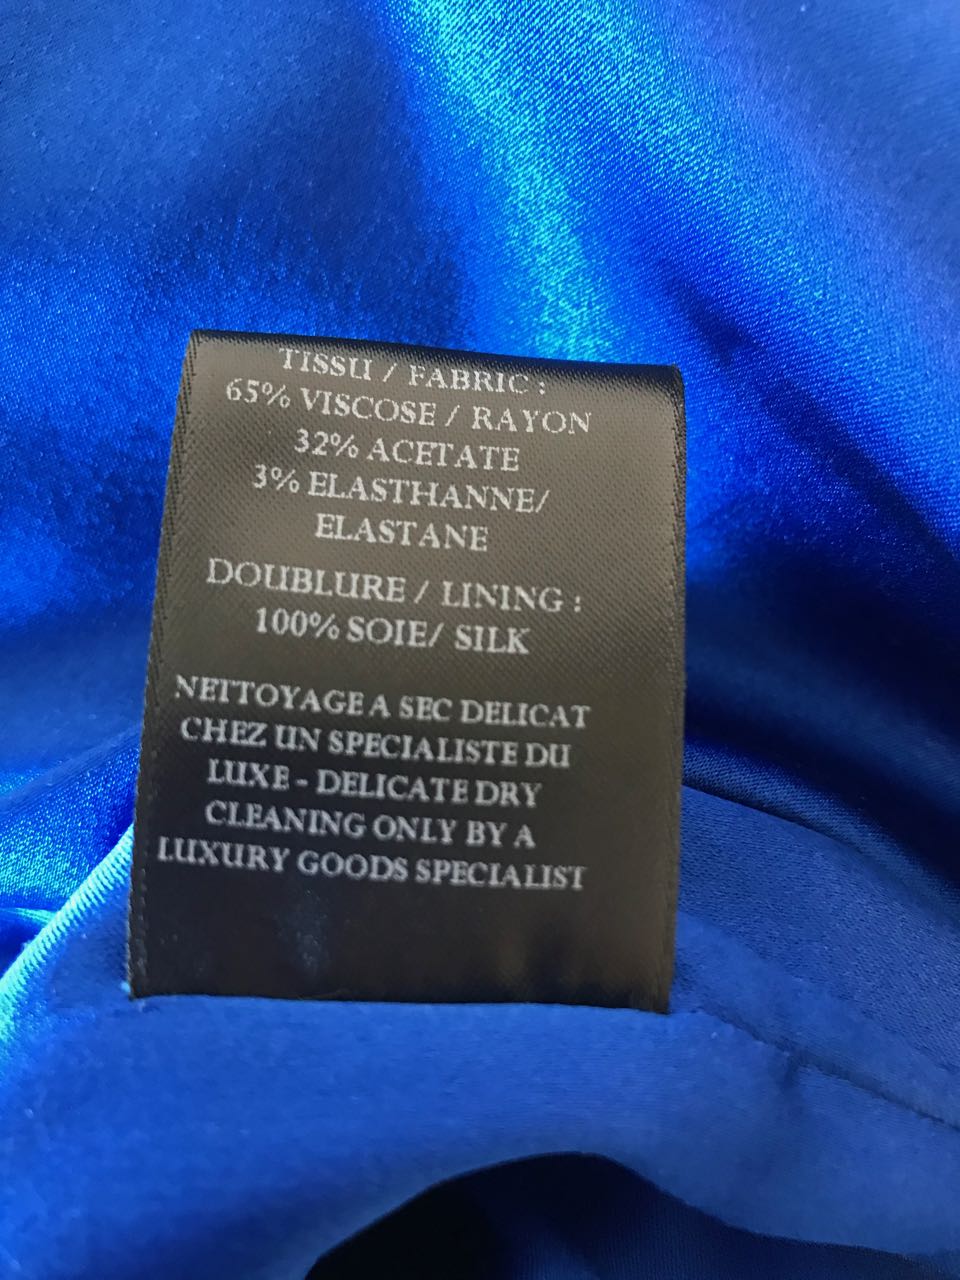 TISSU / FABRIC :
65% VISCOSE / RAYON
32% ACETATE
3% ELASTHANNE/
ELASTANE
DOUBLURE / LINING :
100% SOIE/ SILK
NETTOYAGE A SEC DELICAT
CHEZ UN SPECIALISTE DU
LUXE - DELICATE DRY
CLEANING ONLY BY A
LUXURY GOODS SPECIALIST